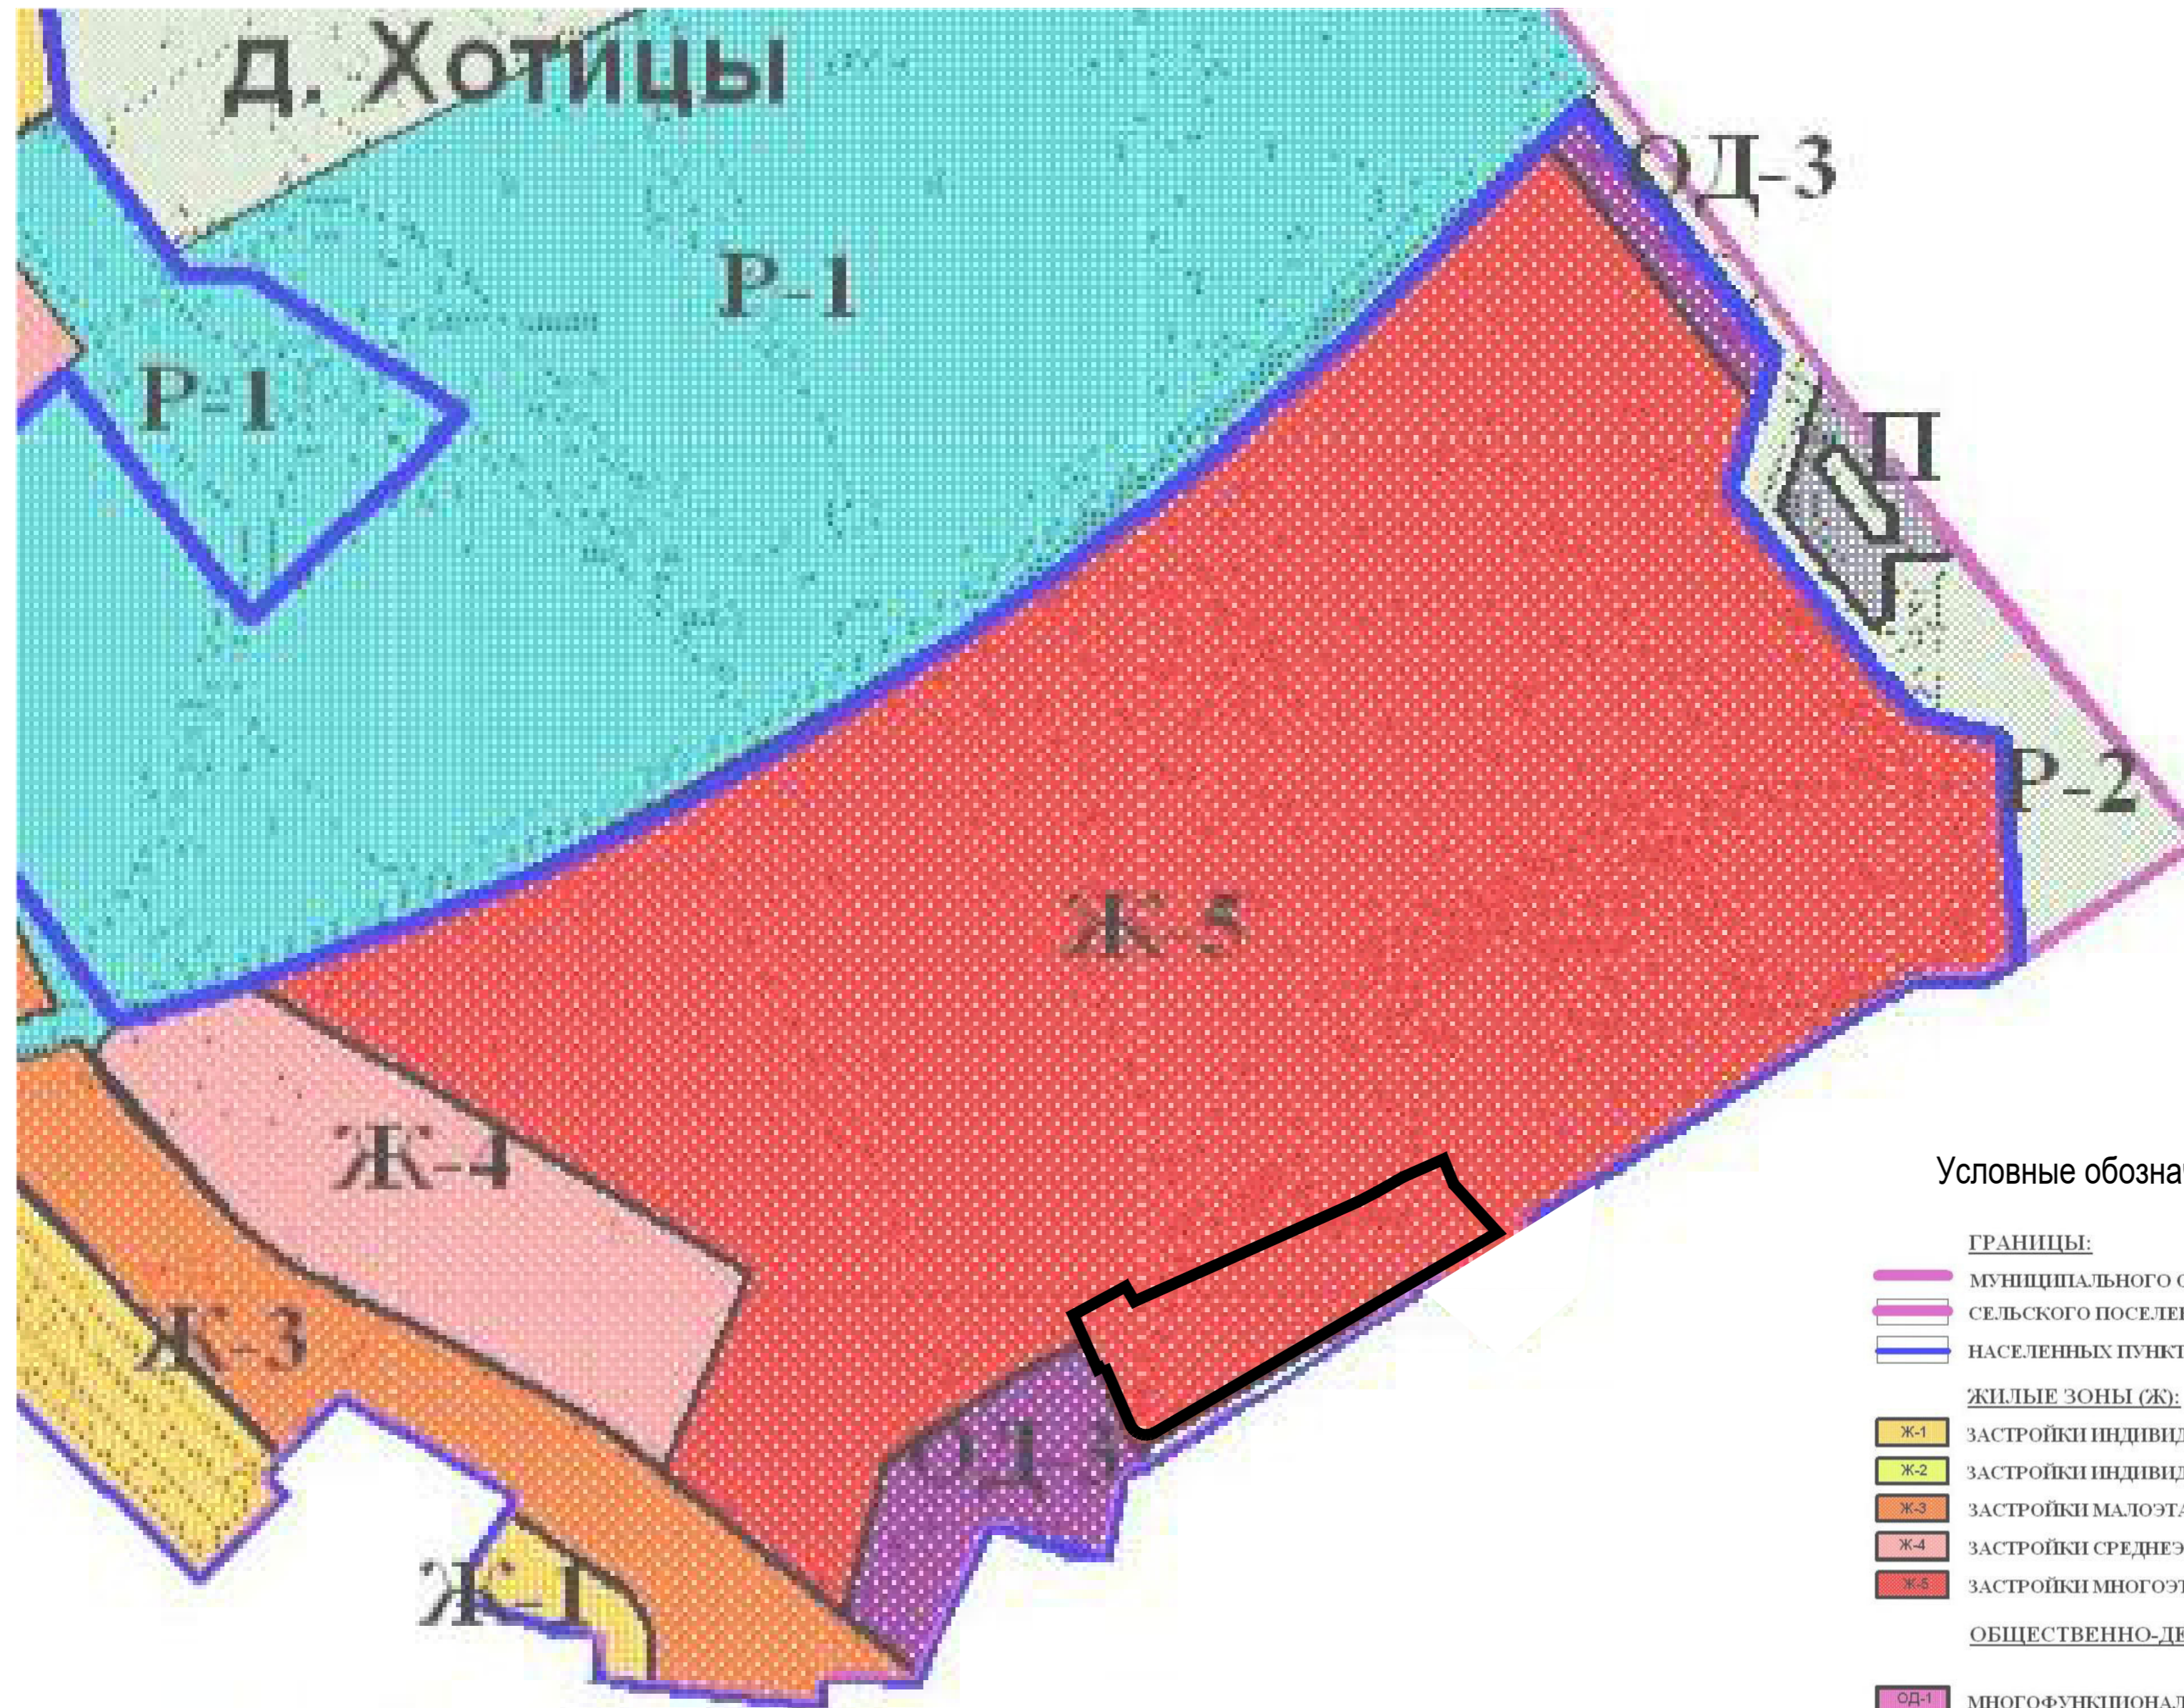 д. Хотицы
ОД-3
Р-1
Р-1
П
Р-2
Ж-5
Ж-4
Ж-3
ОД-3
Ж-1
Условные обозна
ГРАНИЦЫ:
МУНИЦИПАЛЬНОГО О
СЕЛЬСКОГО ПОСЕЛЕ
НАСЕЛЕННЫХ ПУНКТ
ЖИЛЫЕ ЗОНЫ (Ж):
Ж-1 ЗАСТРОЙКИ ИНДИВИД
Ж-2 ЗАСТРОЙКИ ИНДИВИД
Ж-3 ЗАСТРОЙКИ МАЛОЭТА
Ж-4 ЗАСТРОЙКИ СРЕДНЕЭ
Ж-5 ЗАСТРОЙКИ МНОГОЭТ
ОБЩЕСТВЕННО-ДЕ
ОД-1 МНОГОФУНКЦИОНАЛ